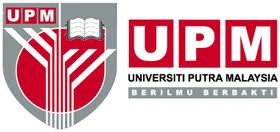 UPM
UPM
UNIVERSITI PUTRA MALAYSIA
BERILMU BERBAKTI